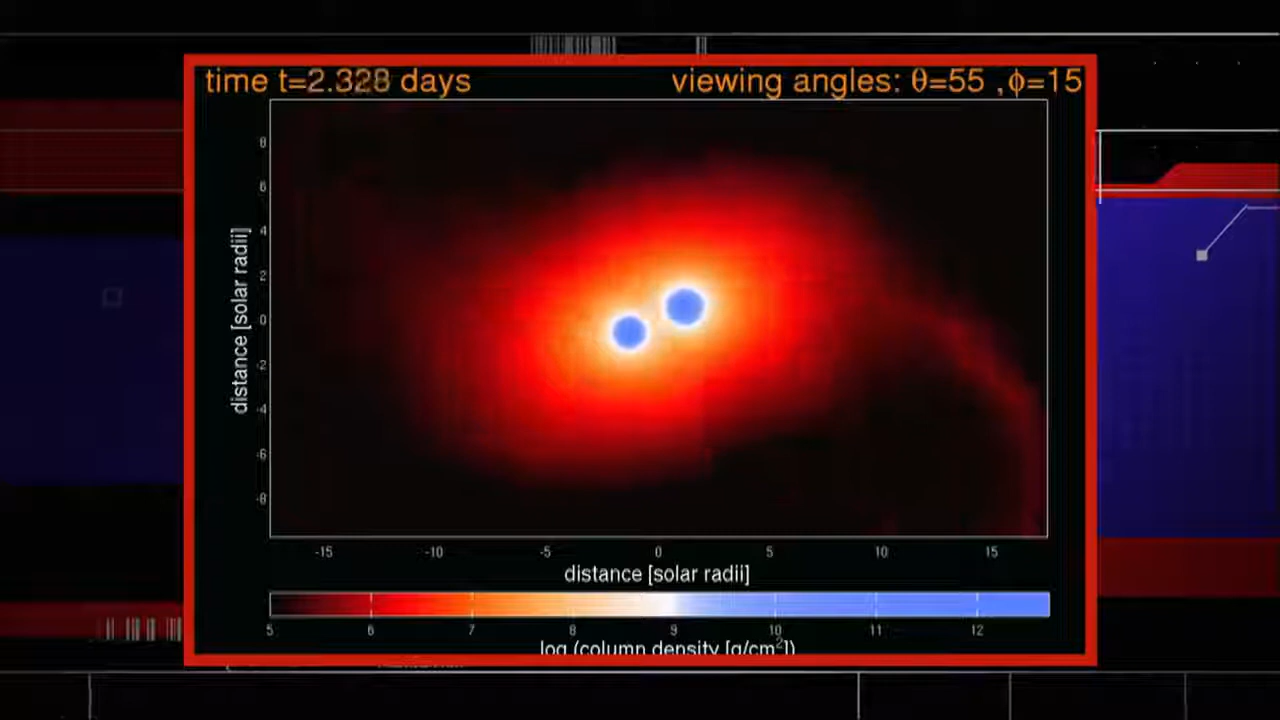 time t=2.328 days
viewing angles: θ=55 ,ϕ=15
8
6
4
2
0
-2
-4
-6
-8
distance [solar radii]
-15 -10 -5 0 5 10 15
distance [solar radii]
5 6 7 8 9 10 11 12
log (column density [g/cm²])